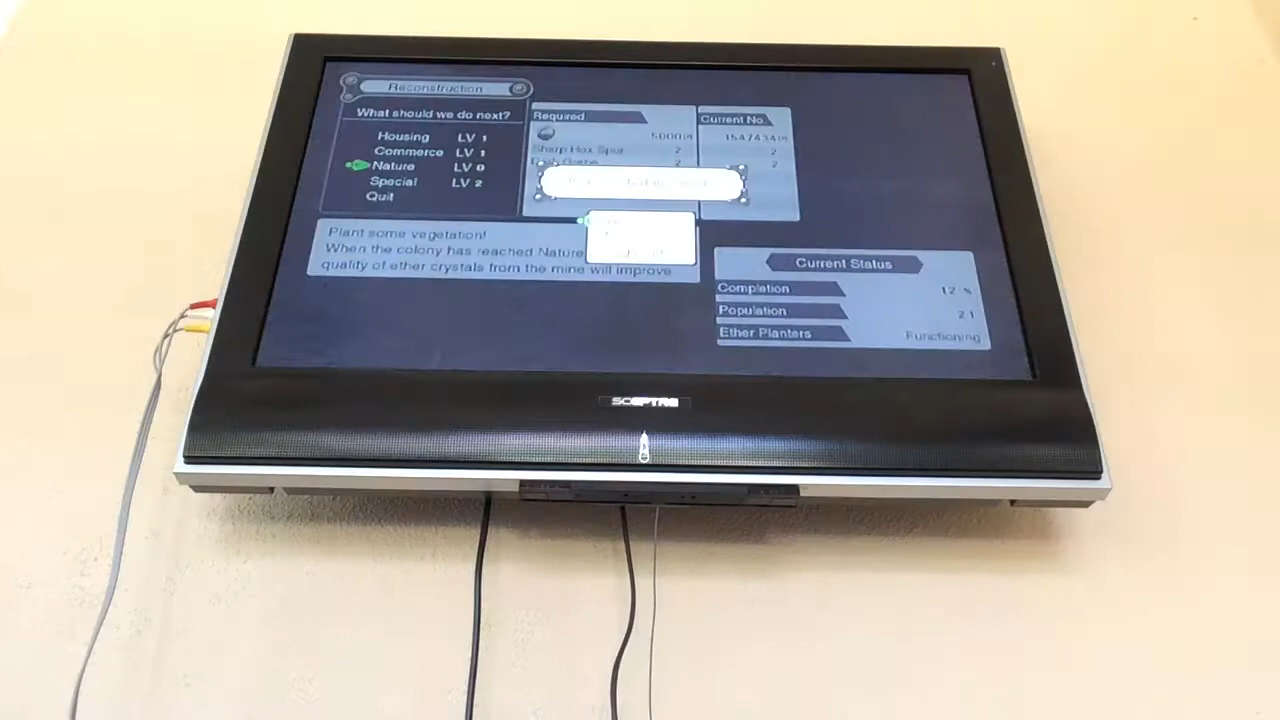 Reconstruction
What should we do next?
Housing LV 1
Commerce LV 1
Nature LV 0
Special LV 2
Quit
Required
5000
Sharp Hox Spur 2
2
Current No.
154743
2
2
Plant some vegetation!
When the colony has reached Nature
quality of ether crystals from the mine will improve
Current Status
Completion 12 %
Population 21
Ether Planters Functioning
SCEPTRE